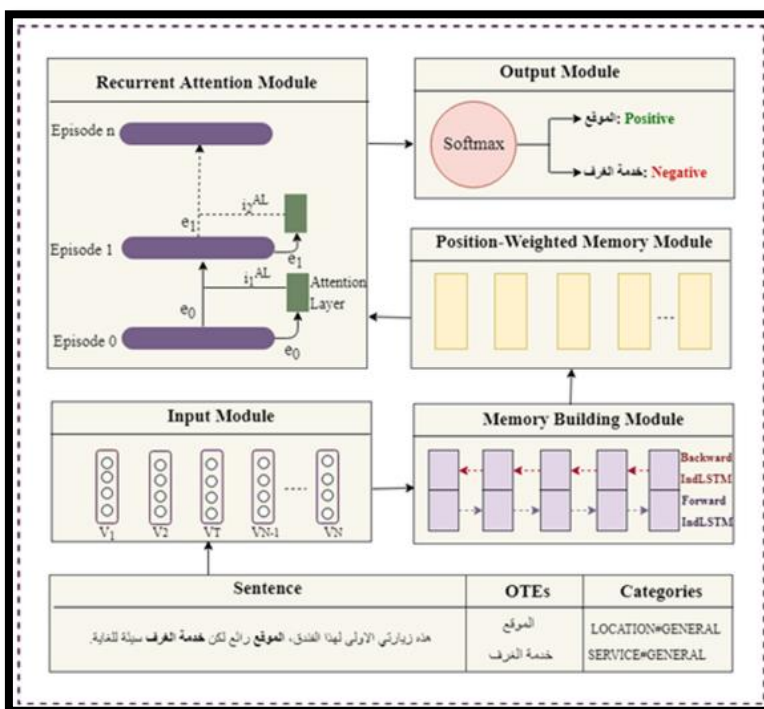 Recurrent Attention Module
Episode n
i₂ᴬᴸ
e₁
Episode 1
e₁
i₁ᴬᴸ
Attention
Layer
e₀
Episode 0
e₀
Output Module
Softmax
الموقع: Positive
خدمة الغرف: Negative
Position-Weighted Memory Module
Input Module
V1 V2 VT VN-1 VN
Memory Building Module
Backward
IndLSTM
Forward
IndLSTM
Sentence OTEs Categories
هذه زيارتي الاولى لهذا الفندق، الموقع رائع لكن خدمة الغرف سيئة للغاية.
الموقع LOCATION#GENERAL
خدمة الغرف SERVICE#GENERAL